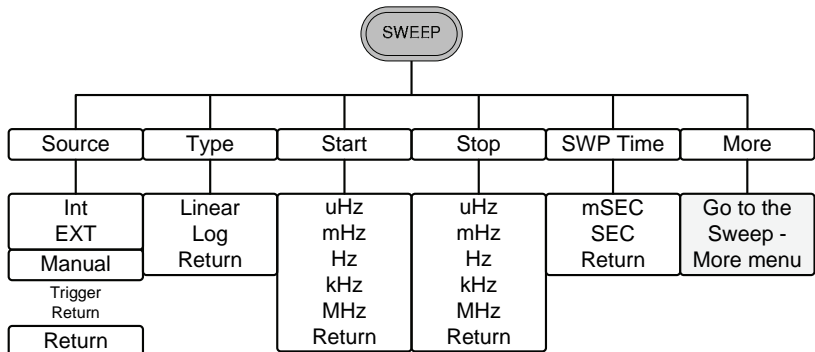 SWEEP
Source
Type
Start
Stop
SWP Time
More
Int
EXT
Manual
Trigger
Return
Return
Linear
Log
Return
uHz
mHz
Hz
kHz
MHz
Return
uHz
mHz
Hz
kHz
MHz
Return
mSEC
SEC
Return
Go to the
Sweep -
More menu